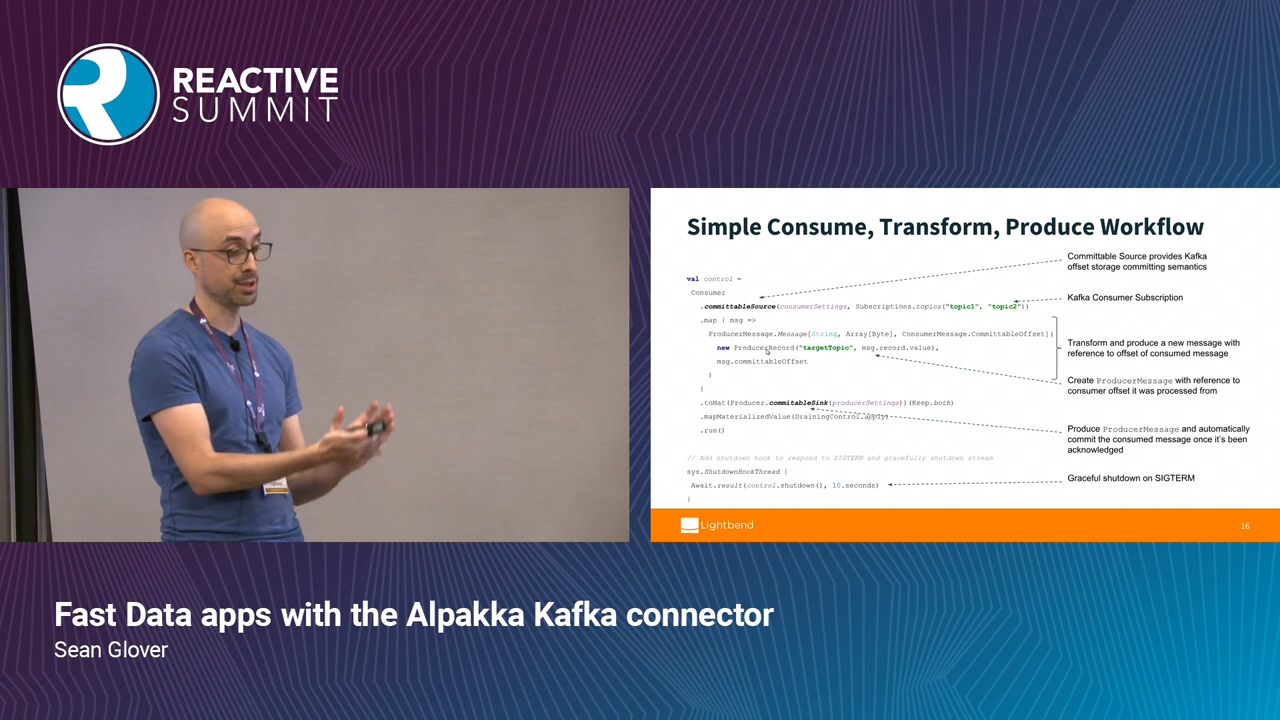 REACTIVE
SUMMIT
Simple Consume, Transform, Produce Workflow
val control =
Consumer
.committableSource(consumerSettings, Subscriptions.topics("topic1", "topic2"))
.map { msg =>
ProducerMessage.Message[String, Array[Byte], ConsumerMessage.CommittableOffset](
new ProducerRecord("targetTopic", msg.record.value),
msg.committableOffset
)
}
.toMat(Producer.commitableSink(producerSettings))(Keep.both)
.mapMaterializedValue(DrainingControl.apply)
.run()
// Add shutdown hook to respond to SIGTERM and gracefully shutdown stream
sys.ShutdownHookThread {
Await.result(control.shutdown(), 10.seconds)
}
Committable Source provides Kafka
offset storage committing semantics
Kafka Consumer Subscription
Transform and produce a new message with
reference to offset of consumed message
Create ProducerMessage with reference to
consumer offset it was processed from
Produce ProducerMessage and automatically
commit the consumed message once it's been
acknowledged
Graceful shutdown on SIGTERM
Lightbend
16
Fast Data apps with the Alpakka Kafka connector
Sean Glover